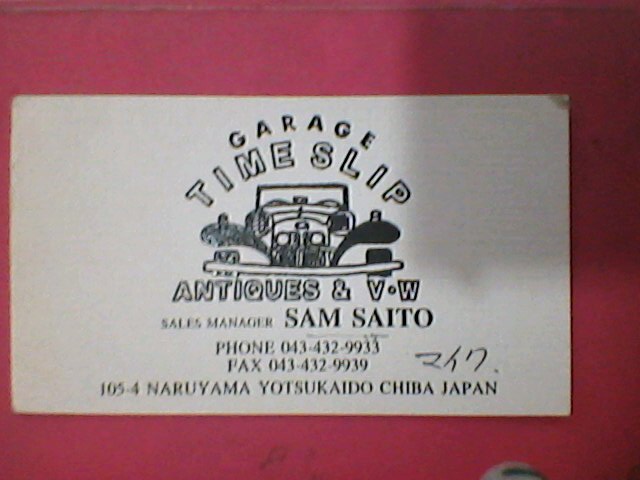 GARAGE
TIME SLIP
ANTIQUES & V·W
SALES MANAGER SAM SAITO
PHONE 043-432-9933
FAX 043-432-9939
マイク.
105-4 NARUYAMA YOTSUKAIDO CHIBA JAPAN